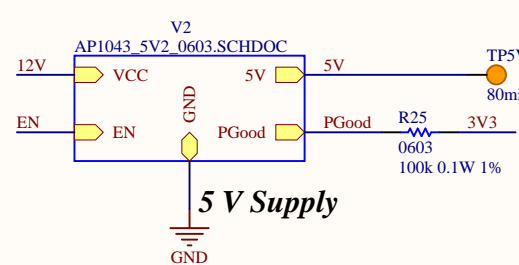 V2
AP1043_5V2_0603.SCHDOC
12V VCC 5V 5V TP5V
80mi
GND
EN EN PGood PGood R25 3V3
0603
100k 0.1W 1%
5 V Supply
GND